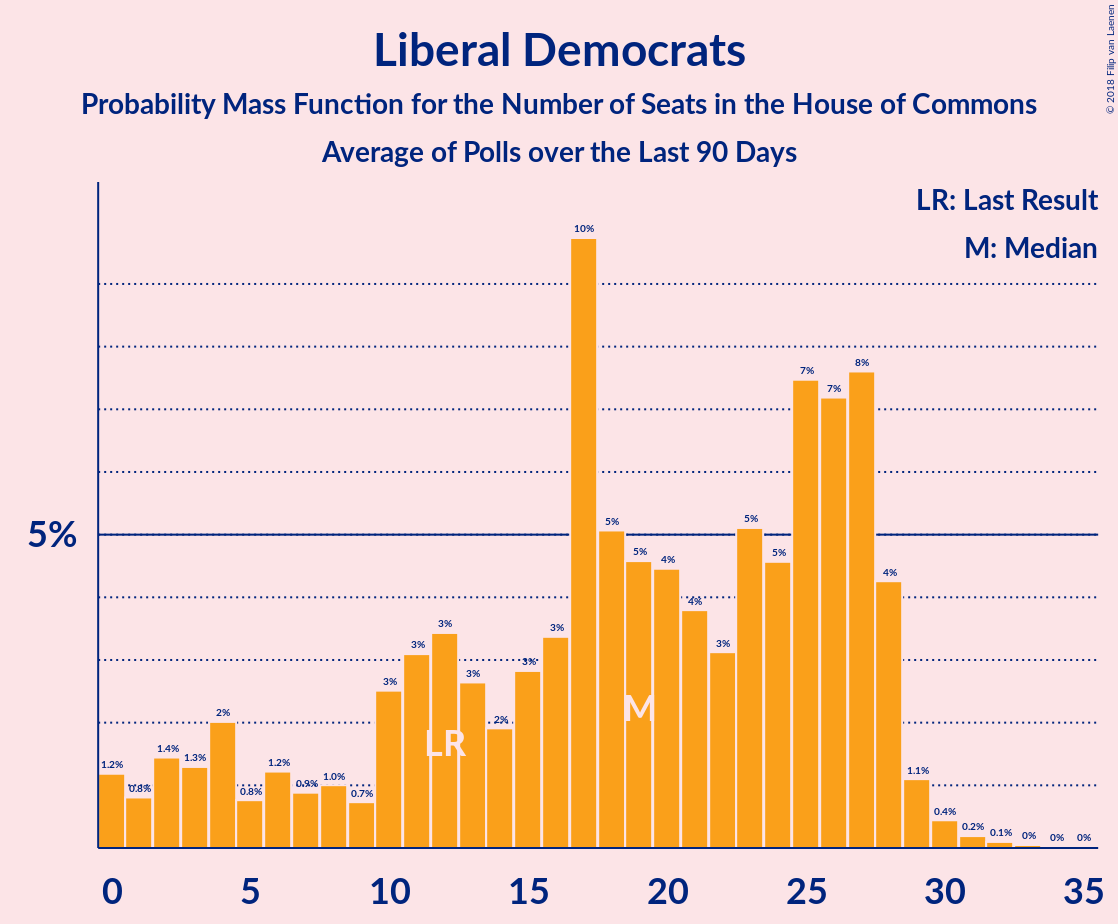 Liberal Democrats
Probability Mass Function for the Number of Seats in the House of Commons
Average of Polls over the Last 90 Days
© 2018 Filip van Laenen
LR: Last Result
M: Median
5%
1.2% 0.8% 1.4% 1.3% 2% 0.8% 1.2% 0.9% 1.0% 0.7% 3% 3% 3% 3% 2% 3% 3% 10% 5% 5% 4% 4% 3% 5% 5% 7% 7% 8% 4% 1.1% 0.4% 0.2% 0.1% 0% 0% 0%
LR M
0 5 10 15 20 25 30 35